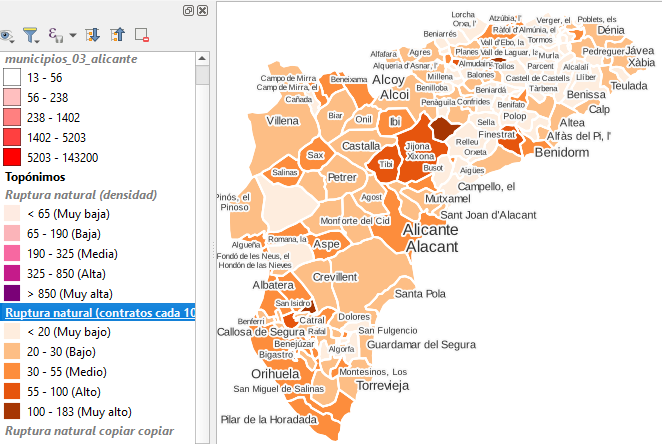 municipios_03_alicante
13 - 56
56 - 238
238 - 1402
1402 - 5203
5203 - 143200
Topónimos
Ruptura natural (densidad)
< 65 (Muy baja)
65 - 190 (Baja)
190 - 325 (Media)
325 - 850 (Alta)
> 850 (Muy alta)
Ruptura natural (contratos cada 10
< 20 (Muy bajo)
20 - 30 (Bajo)
30 - 55 (Medio)
55 - 100 (Alto)
100 - 183 (Muy alto)
Ruptura natural copiar copiar
Lorcha
Orxa, l'
Atzúbia, l'
Verger, el
Poblets, els
Beniarrés
Ràfol d'Almúnia, el
Dénia
Tormos
Alfafara
Agres
Planes
Vall d'Ebo, la
Vall de Laguar, la
Murla
Pedreguer
Jávea
Xàbia
Alqueria d'Asnar, l'
Almudaina
Tollos
Parcent
Alcalalí
Campo de Mirra
Camp de Mirra, el
Beneixama
Alcoy
Alcoi
Millena
Balones
Castell de Castells
Llíber
Teulada
Cañada
Benilloba
Beniardá
Tàrbena
Benissa
Penàguila
Confrides
Benifato
Calp
Villena
Biar
Onil
Ibi
Sella
Polop
Altea
Finestrat
Alfàs del Pi, l'
Castalla
Jijona
Xixona
Relleu
Orxeta
Benidorm
Sax
Tibi
Busot
Aigües
Salinas
Petrer
Campello, el
Pinós, el
Pinoso
Agost
Mutxamel
Monforte del Cid
Sant Joan d'Alacant
Alicante
Alacant
Algueña
Romana, la
Aspe
Fondó de les Neus, el
Hondón de las Nieves
Crevillent
Albatera
Santa Pola
San Isidro
Benferri
Catral
Dolores
Callosa de Segura
Rafal
San Fulgencio
Benejúzar
Algorfa
Guardamar del Segura
Bigastro
Orihuela
Montesinos, Los
San Miguel de Salinas
Torrevieja
Pilar de la Horadada